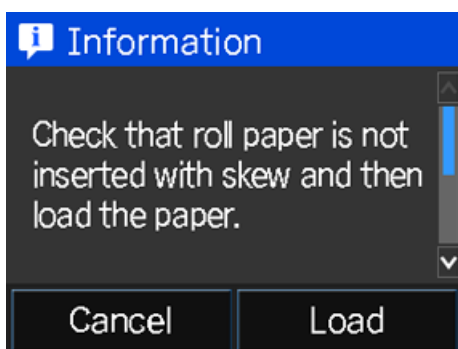 Information
Check that roll paper is not
inserted with skew and then
load the paper.
Cancel
Load